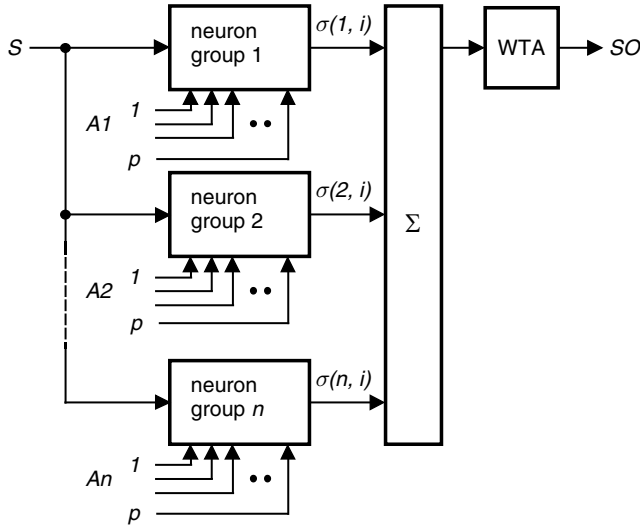 S
neuron
group 1
σ(1, i)
WTA
SO
A1
1
p
neuron
group 2
σ(2, i)
Σ
A2
1
p
neuron
group n
σ(n, i)
An
1
p